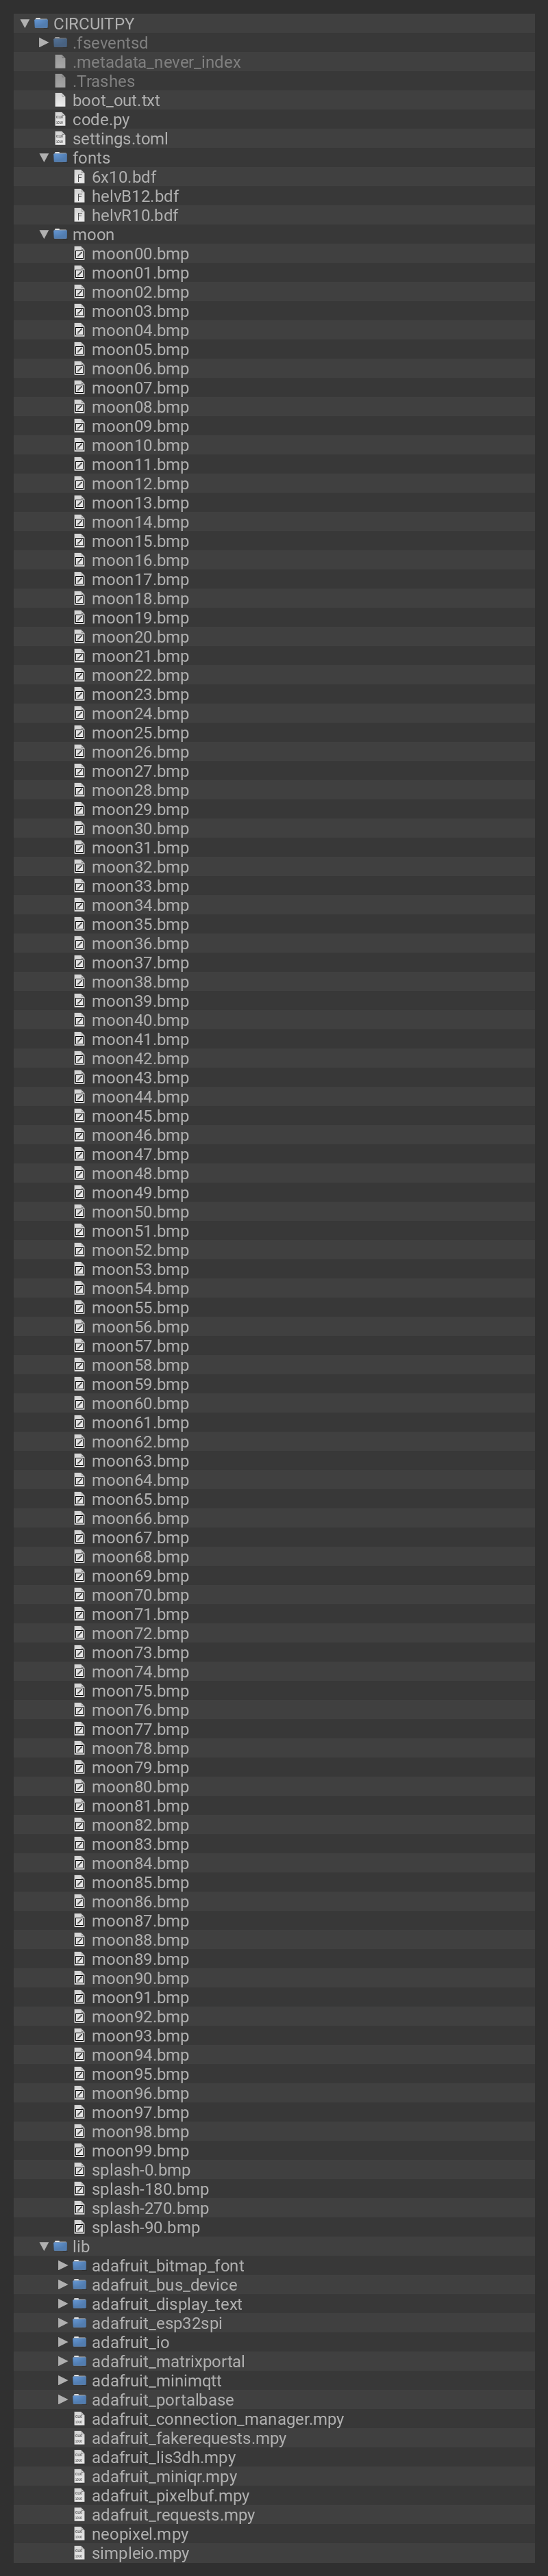 CIRCUITPY
.fseventsd
.metadata_never_index
.Trashes
boot_out.txt
code.py
settings.toml
fonts
6x10.bdf
helvB12.bdf
helvR10.bdf
moon
moon00.bmp
moon01.bmp
moon02.bmp
moon03.bmp
moon04.bmp
moon05.bmp
moon06.bmp
moon07.bmp
moon08.bmp
moon09.bmp
moon10.bmp
moon11.bmp
moon12.bmp
moon13.bmp
moon14.bmp
moon15.bmp
moon16.bmp
moon17.bmp
moon18.bmp
moon19.bmp
moon20.bmp
moon21.bmp
moon22.bmp
moon23.bmp
moon24.bmp
moon25.bmp
moon26.bmp
moon27.bmp
moon28.bmp
moon29.bmp
moon30.bmp
moon31.bmp
moon32.bmp
moon33.bmp
moon34.bmp
moon35.bmp
moon36.bmp
moon37.bmp
moon38.bmp
moon39.bmp
moon40.bmp
moon41.bmp
moon42.bmp
moon43.bmp
moon44.bmp
moon45.bmp
moon46.bmp
moon47.bmp
moon48.bmp
moon49.bmp
moon50.bmp
moon51.bmp
moon52.bmp
moon53.bmp
moon54.bmp
moon55.bmp
moon56.bmp
moon57.bmp
moon58.bmp
moon59.bmp
moon60.bmp
moon61.bmp
moon62.bmp
moon63.bmp
moon64.bmp
moon65.bmp
moon66.bmp
moon67.bmp
moon68.bmp
moon69.bmp
moon70.bmp
moon71.bmp
moon72.bmp
moon73.bmp
moon74.bmp
moon75.bmp
moon76.bmp
moon77.bmp
moon78.bmp
moon79.bmp
moon80.bmp
moon81.bmp
moon82.bmp
moon83.bmp
moon84.bmp
moon85.bmp
moon86.bmp
moon87.bmp
moon88.bmp
moon89.bmp
moon90.bmp
moon91.bmp
moon92.bmp
moon93.bmp
moon94.bmp
moon95.bmp
moon96.bmp
moon97.bmp
moon98.bmp
moon99.bmp
splash-0.bmp
splash-180.bmp
splash-270.bmp
splash-90.bmp
lib
adafruit_bitmap_font
adafruit_bus_device
adafruit_display_text
adafruit_esp32spi
adafruit_io
adafruit_matrixportal
adafruit_minimqtt
adafruit_portalbase
adafruit_connection_manager.mpy
adafruit_fakerequests.mpy
adafruit_lis3dh.mpy
adafruit_miniqr.mpy
adafruit_pixelbuf.mpy
adafruit_requests.mpy
neopixel.mpy
simpleio.mpy